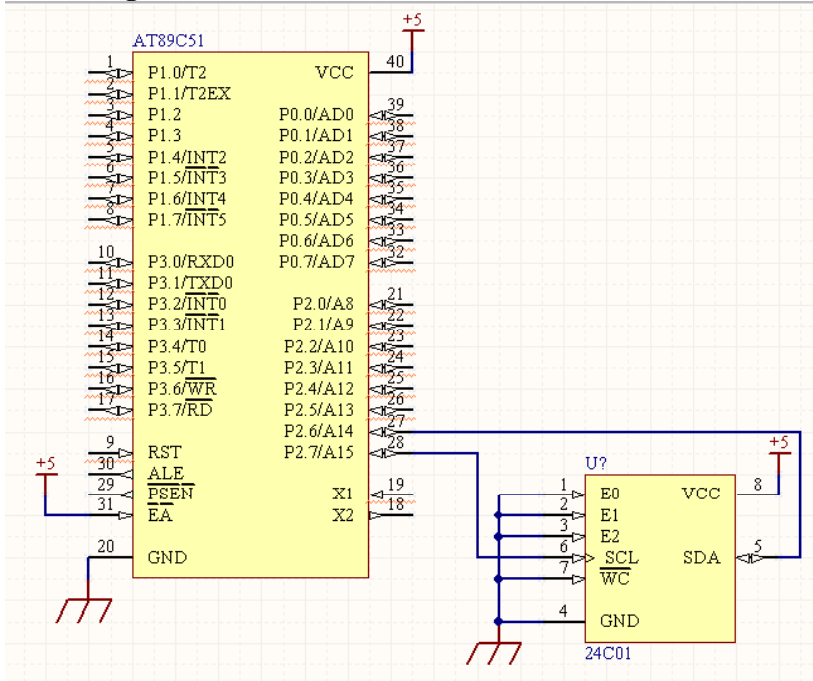 +5
AT89C51
1 P1.0/T2 VCC 40
2 P1.1/T2EX
3 P1.2 P0.0/AD0 39
4 P1.3 P0.1/AD1 38
5 P1.4/INT2 P0.2/AD2 37
6 P1.5/INT3 P0.3/AD3 36
7 P1.6/INT4 P0.4/AD4 35
8 P1.7/INT5 P0.5/AD5 34
P0.6/AD6 33
10 P3.0/RXD0 P0.7/AD7 32
11 P3.1/TXD0
12 P3.2/INT0 P2.0/A8 21
13 P3.3/INT1 P2.1/A9 22
14 P3.4/T0 P2.2/A10 23
15 P3.5/T1 P2.3/A11 24
16 P3.6/WR P2.4/A12 25
17 P3.7/RD P2.5/A13 26
P2.6/A14 27
9 RST P2.7/A15 28
+5 30 ALE
29 PSEN X1 19
31 EA X2 18
20 GND
+5
U?
1 E0 VCC 8
2 E1
3 E2
6 SCL SDA 5
7 WC
4 GND
24C01